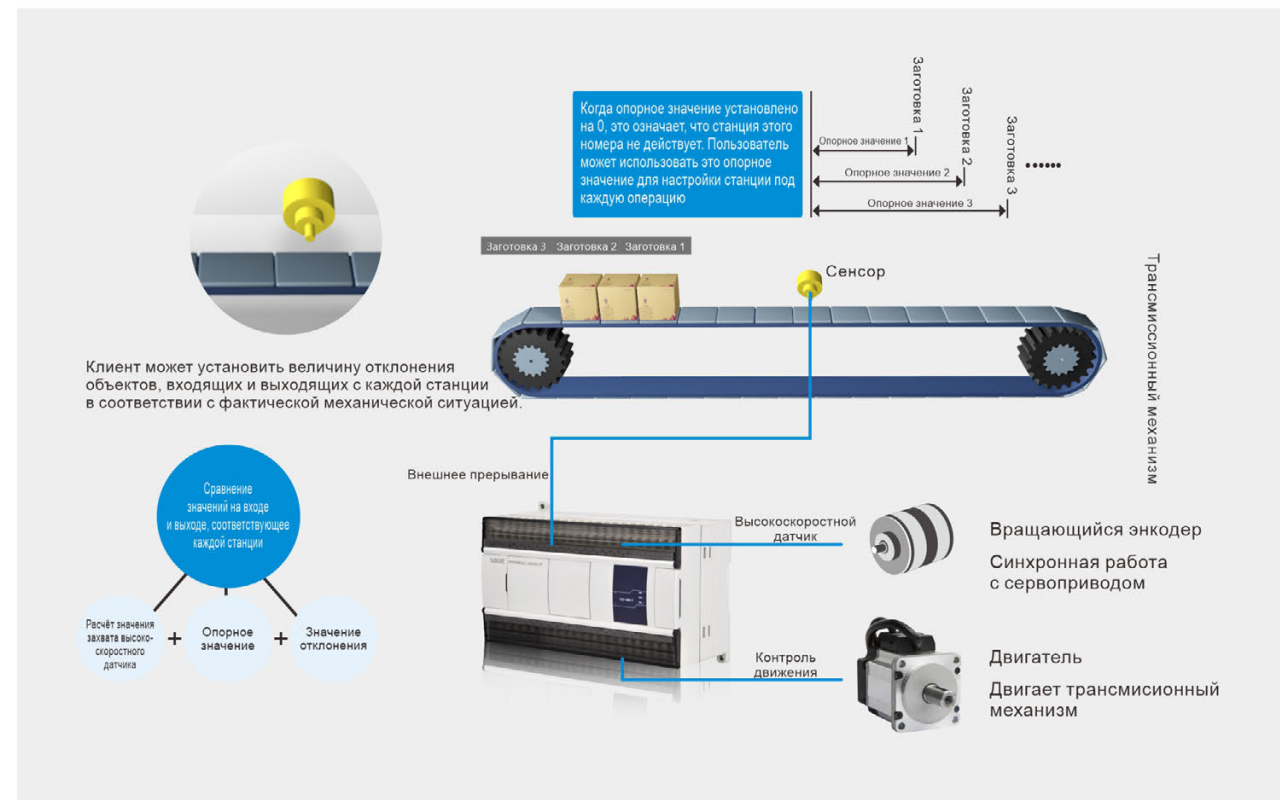 Когда опорное значение установлено
на 0, это означает, что станция этого
номера не действует. Пользователь
может использовать это опорное
значение для настройки станции под
каждую операцию
Заготовка 1
Заготовка 2
Заготовка 3
Опорное значение 1
Опорное значение 2
Опорное значение 3
Заготовка 3 Заготовка 2 Заготовка 1
Сенсор
Трансмиссионный механизм
Клиент может установить величину отклонения
объектов, входящих и выходящих с каждой станции
в соответствии с фактической механической ситуацией.
Внешнее прерывание
Сравнение
значений на входе
и выходе, соответствующее
каждой станции
Расчёт значения
захвата высоко-
скоростного
датчика
+
Опорное
значение
+
Значение
отклонения
Высокоскоростной
датчик
Вращающийся энкодер
Синхронная работа
с сервоприводом
Контроль
движения
Двигатель
Двигает трансмисионный
механизм